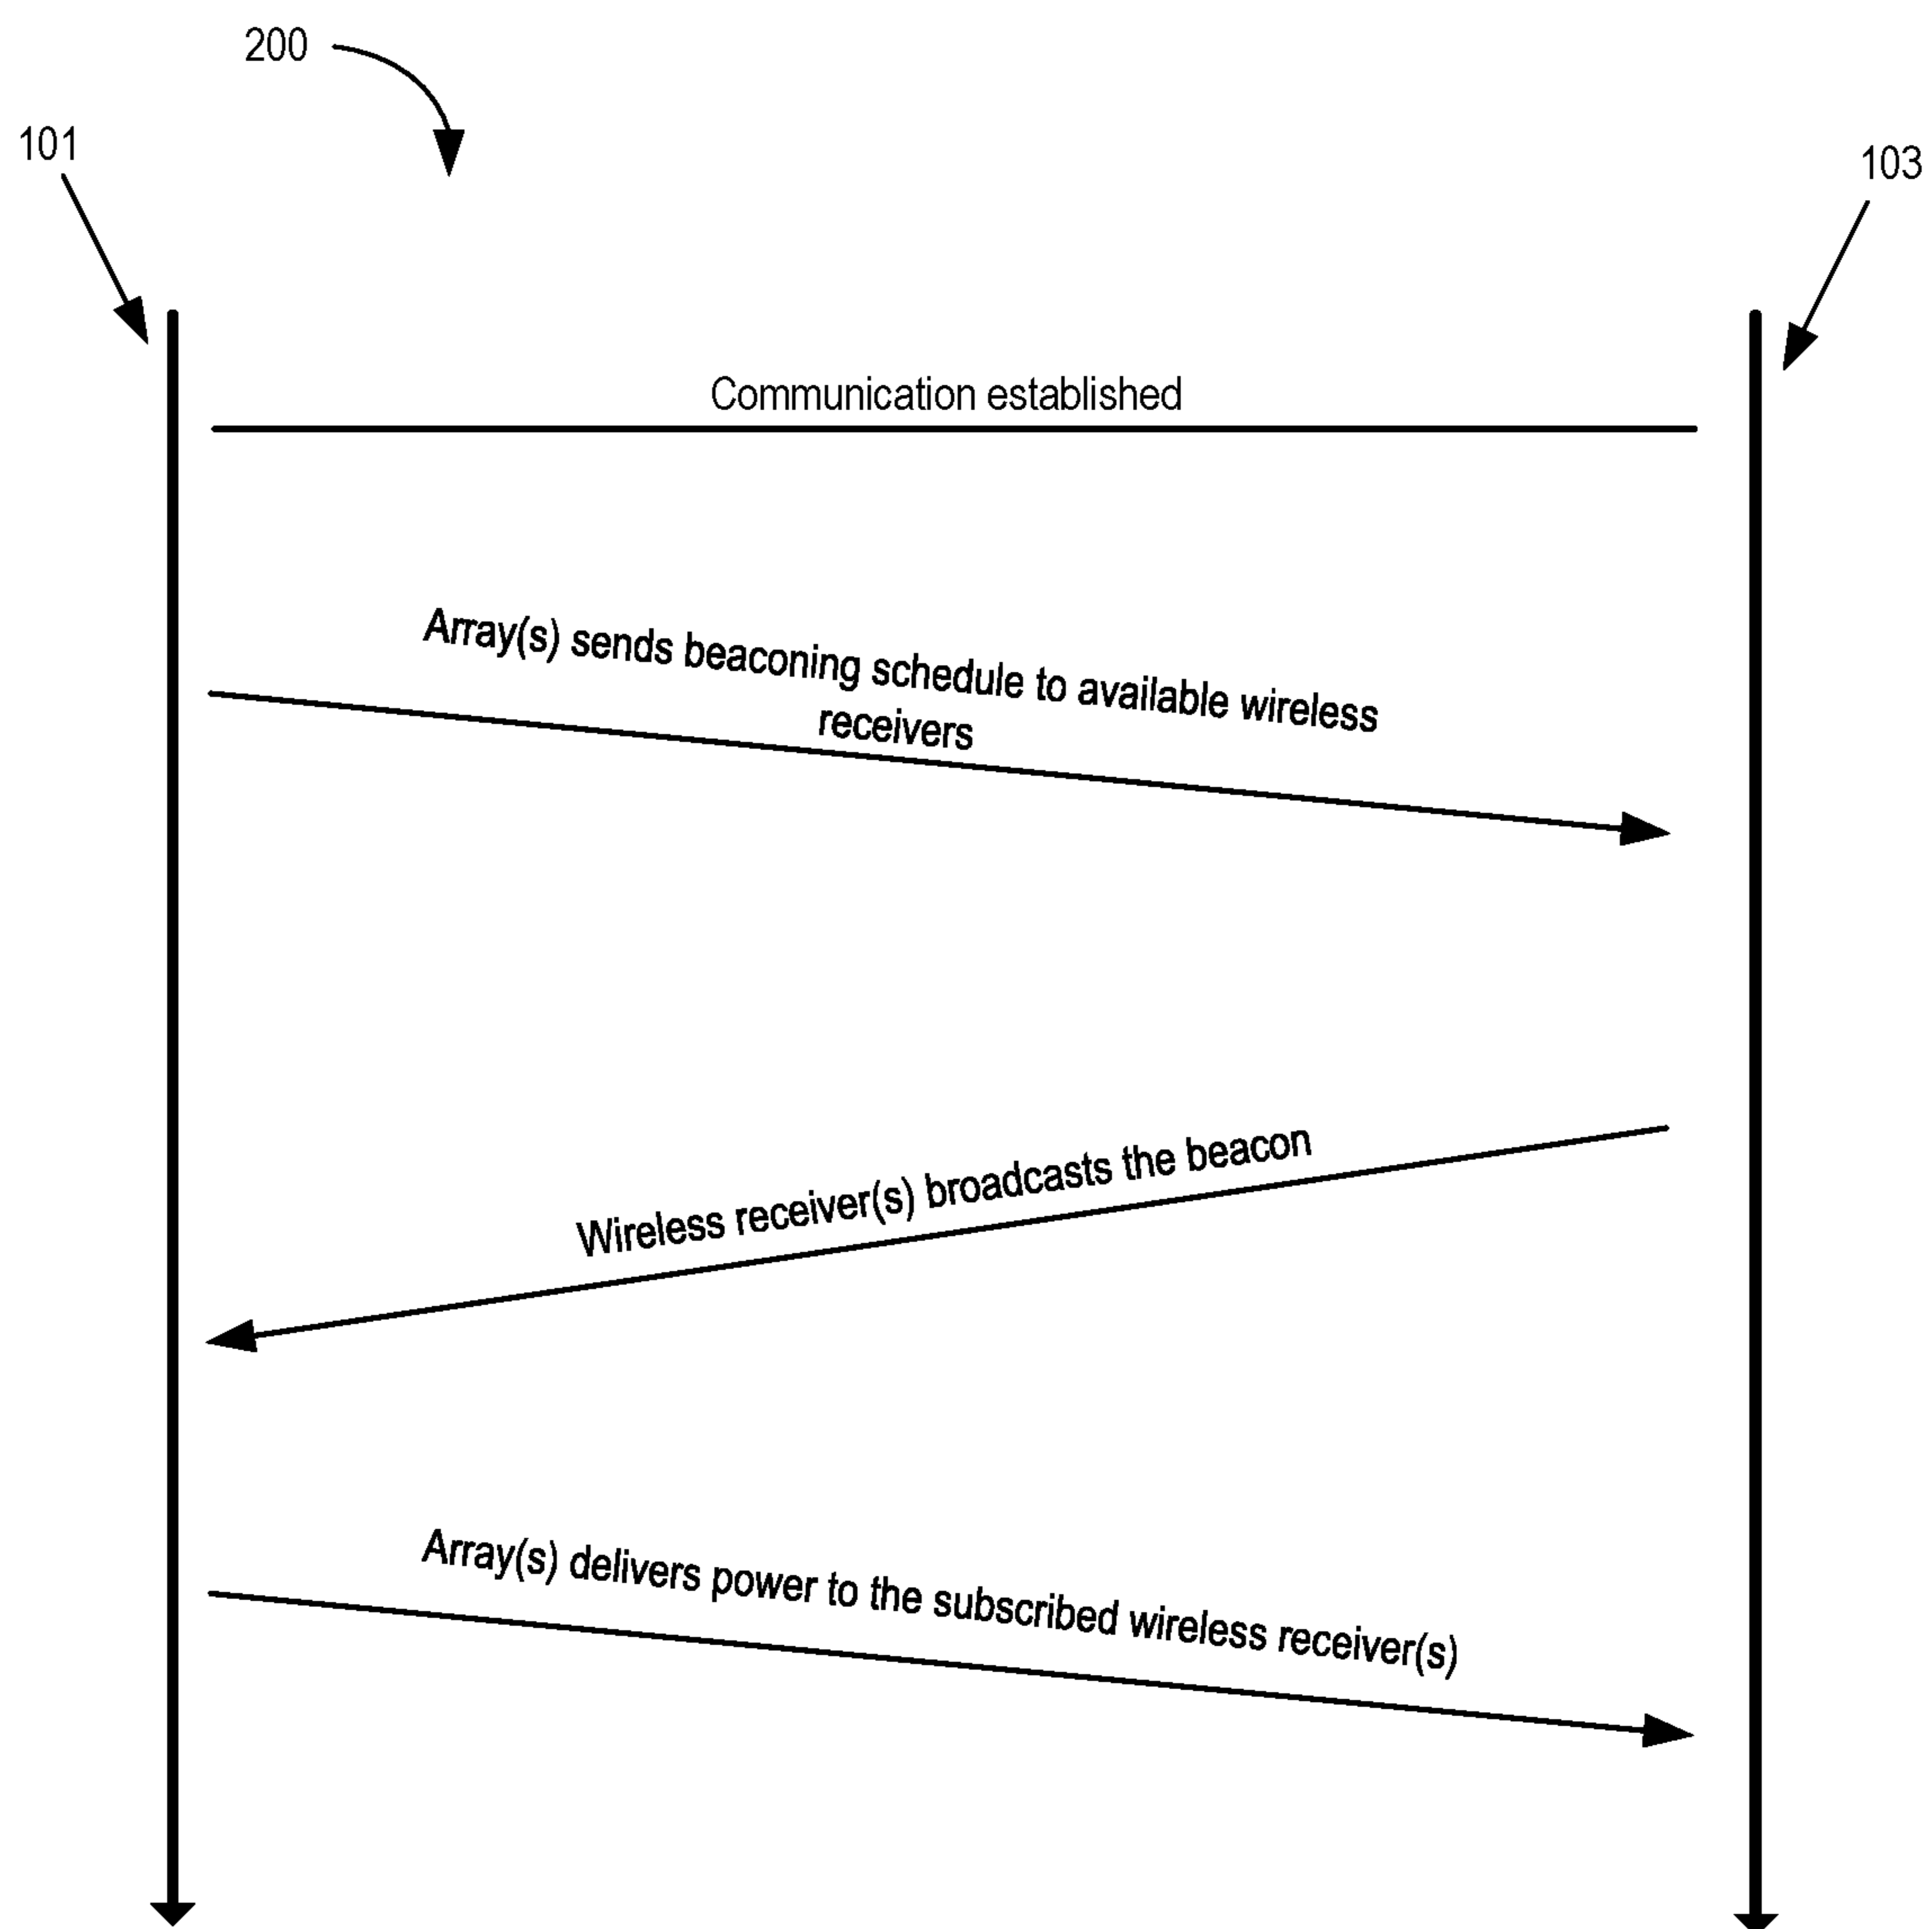 200
101
103
Communication established
Array(s) sends beaconing schedule to available wireless
receivers
Wireless receiver(s) broadcasts the beacon
Array(s) delivers power to the subscribed wireless receiver(s)